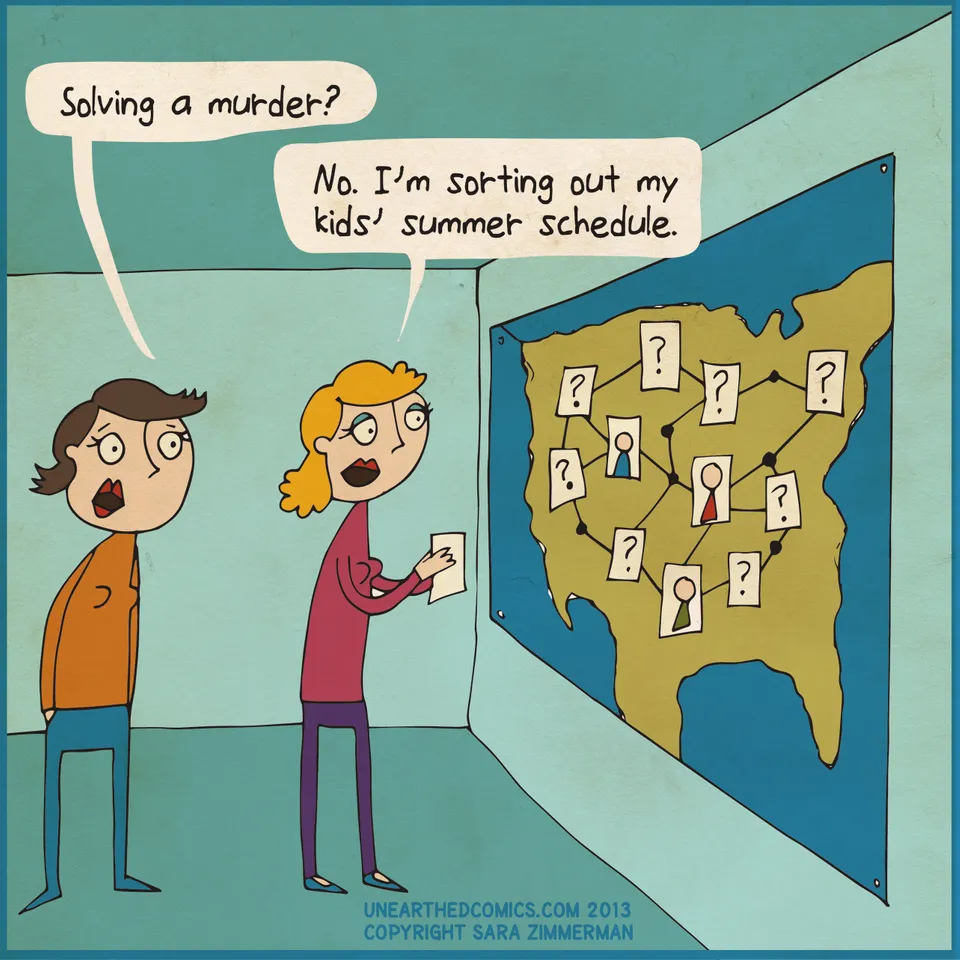 Solving a murder?
No. I'm sorting out my
kids' summer schedule.
?
?
?
?
?
?
?
?
UNEARTHEDCOMICS.COM 2013
COPYRIGHT SARA ZIMMERMAN